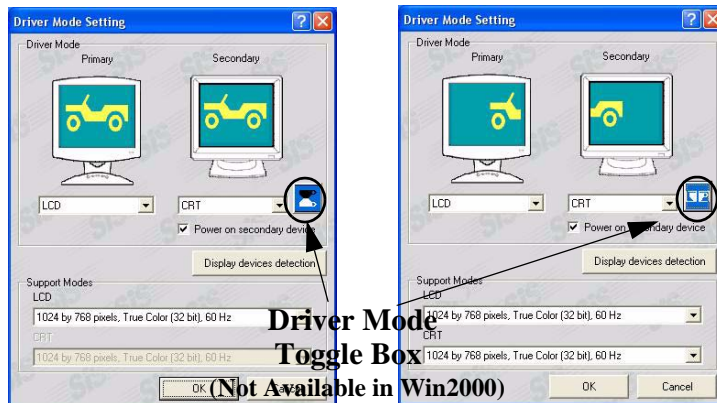 Driver Mode Setting
Driver Mode
Primary
Secondary
LCD
CRT
Power on secondary device
Display devices detection
Support Modes
LCD
1024 by 768 pixels, True Color (32 bit), 60 Hz
CRT
1024 by 768 pixels, True Color (32 bit), 60 Hz
OK
Cancel
Driver Mode Setting
Driver Mode
Primary
Secondary
LCD
CRT
Power on secondary device
Display devices detection
Support Modes
LCD
1024 by 768 pixels, True Color (32 bit), 60 Hz
CRT
1024 by 768 pixels, True Color (32 bit), 60 Hz
OK
Cancel
Driver Mode
Toggle Box
(Not Available in Win2000)
SiS